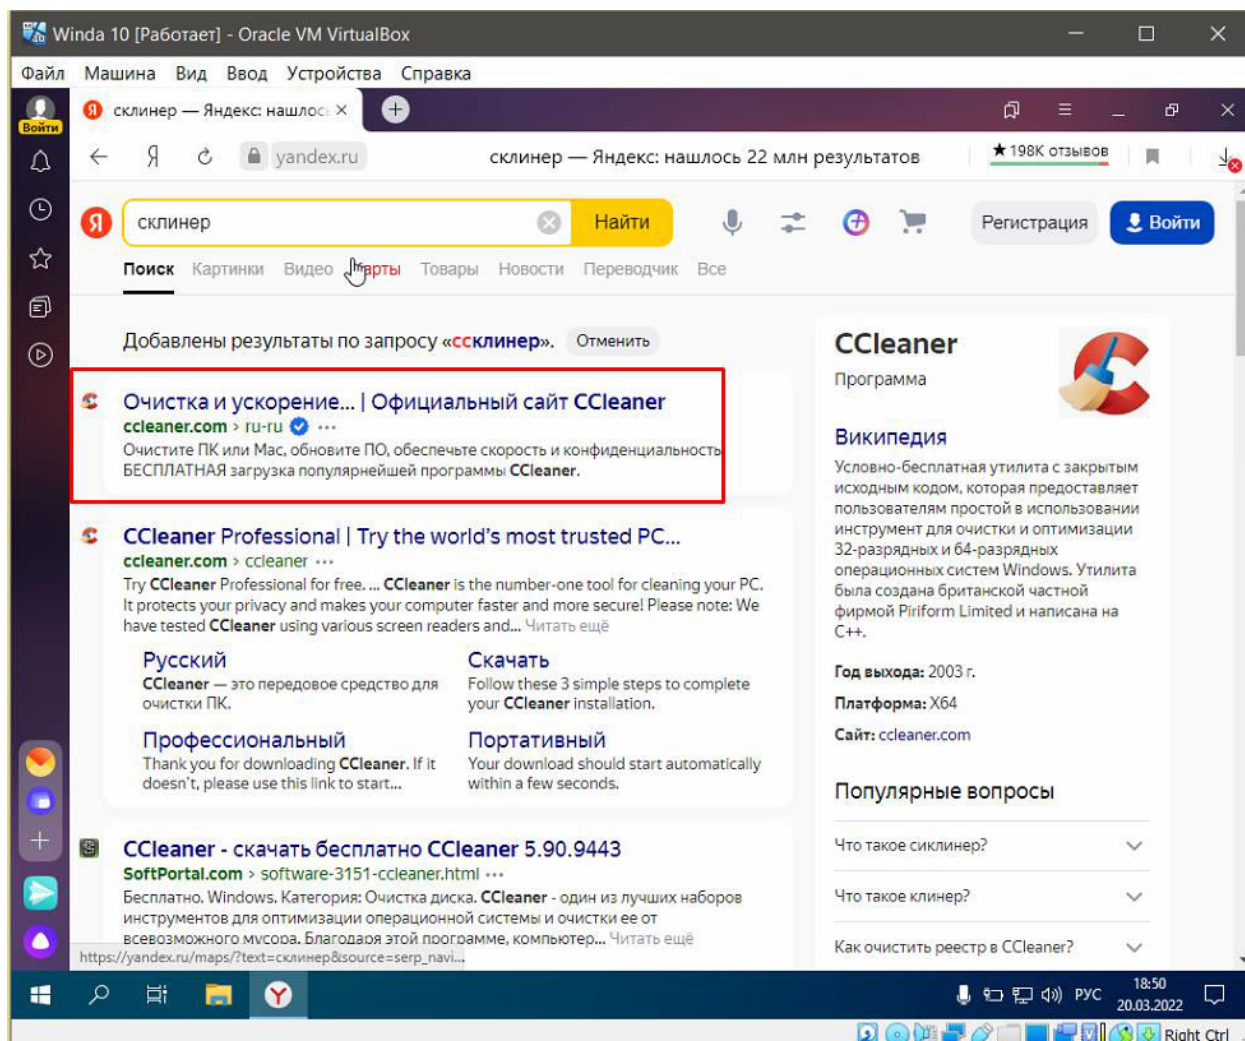 Winda 10 [Работает] - Oracle VM VirtualBox
Файл Машина Вид Ввод Устройства Справка
Войти
склинер — Яндекс: нашлос
yandex.ru
склинер — Яндекс: нашлось 22 млн результатов
★ 198K отзывов
склинер
Найти
Регистрация
Войти
Поиск Картинки Видео Карты Товары Новости Переводчик Все
Добавлены результаты по запросу «ссклинер». Отменить
Очистка и ускорение... | Официальный сайт CCleaner
ccleaner.com › ru-ru
Очистите ПК или Mac, обновите ПО, обеспечьте скорость и конфиденциальность
БЕСПЛАТНАЯ загрузка популярнейшей программы CCleaner.
CCleaner Professional | Try the world's most trusted PC...
ccleaner.com › ccleaner
Try CCleaner Professional for free. ... CCleaner is the number-one tool for cleaning your PC.
It protects your privacy and makes your computer faster and more secure! Please note: We
have tested CCleaner using various screen readers and... Читать ещё
Русский
CCleaner — это передовое средство для
очистки ПК.
Скачать
Follow these 3 simple steps to complete
your CCleaner installation.
Профессиональный
Thank you for downloading CCleaner. If it
doesn't, please use this link to start...
Портативный
Your download should start automatically
within a few seconds.
CCleaner - скачать бесплатно CCleaner 5.90.9443
SoftPortal.com › software-3151-ccleaner.html
Бесплатно. Windows. Категория: Очистка диска. CCleaner - один из лучших наборов
инструментов для оптимизации операционной системы и очистки ее от
всевозможного мусора. Благодаря этой программе, компьютер... Читать ещё
https://yandex.ru/maps/?text=склинер&source=serp_navi...
CCleaner
Программа
Википедия
Условно-бесплатная утилита с закрытым
исходным кодом, которая предоставляет
пользователям простой в использовании
инструмент для очистки и оптимизации
32-разрядных и 64-разрядных
операционных систем Windows. Утилита
была создана британской частной
фирмой Piriform Limited и написана на
C++.
Год выхода: 2003 г.
Платформа: X64
Сайт: ccleaner.com
Популярные вопросы
Что такое сиклинер?
Что такое клинер?
Как очистить реестр в CCleaner?
РУС
18:50
20.03.2022
Right Ctrl